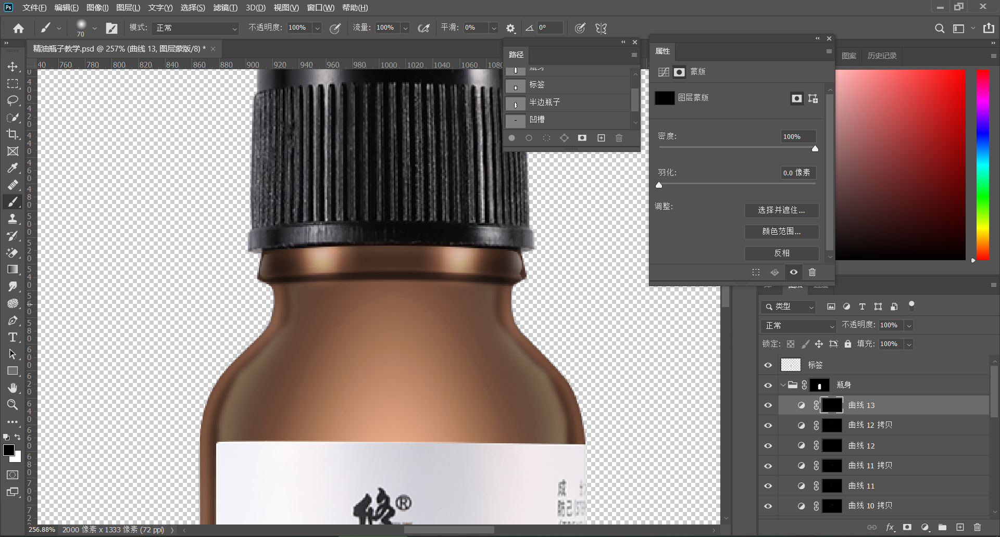 Ps 文件(F) 编辑(E) 图像(I) 图层(L) 文字(Y) 选择(S) 滤镜(T) 3D(D) 视图(V) 窗口(W) 帮助(H)
70 模式: 正常 不透明度: 100% 流量: 100% 平滑: 0% 0°
精油瓶子教学.psd @ 257% (曲线 13, 图层蒙版/8) * ×
40 760 780 800 820 840 860 880 900 920 940 960 980 1000 1020 1040 1060 1080
路径
瓶身
标签
半边瓶子
凹槽
属性
蒙版
图层蒙版
密度: 100%
羽化: 0.0 像素
调整:
选择并遮住...
颜色范围...
反相
图案 历史记录
图层 通道
类型
正常 不透明度: 100%
锁定: 填充: 100%
标签
瓶身
曲线 13
曲线 12 拷贝
曲线 12
曲线 11 拷贝
曲线 11
曲线 10 拷贝
fx
修®
成
256.88% 2000 像素 x 1333 像素 (72 ppi)